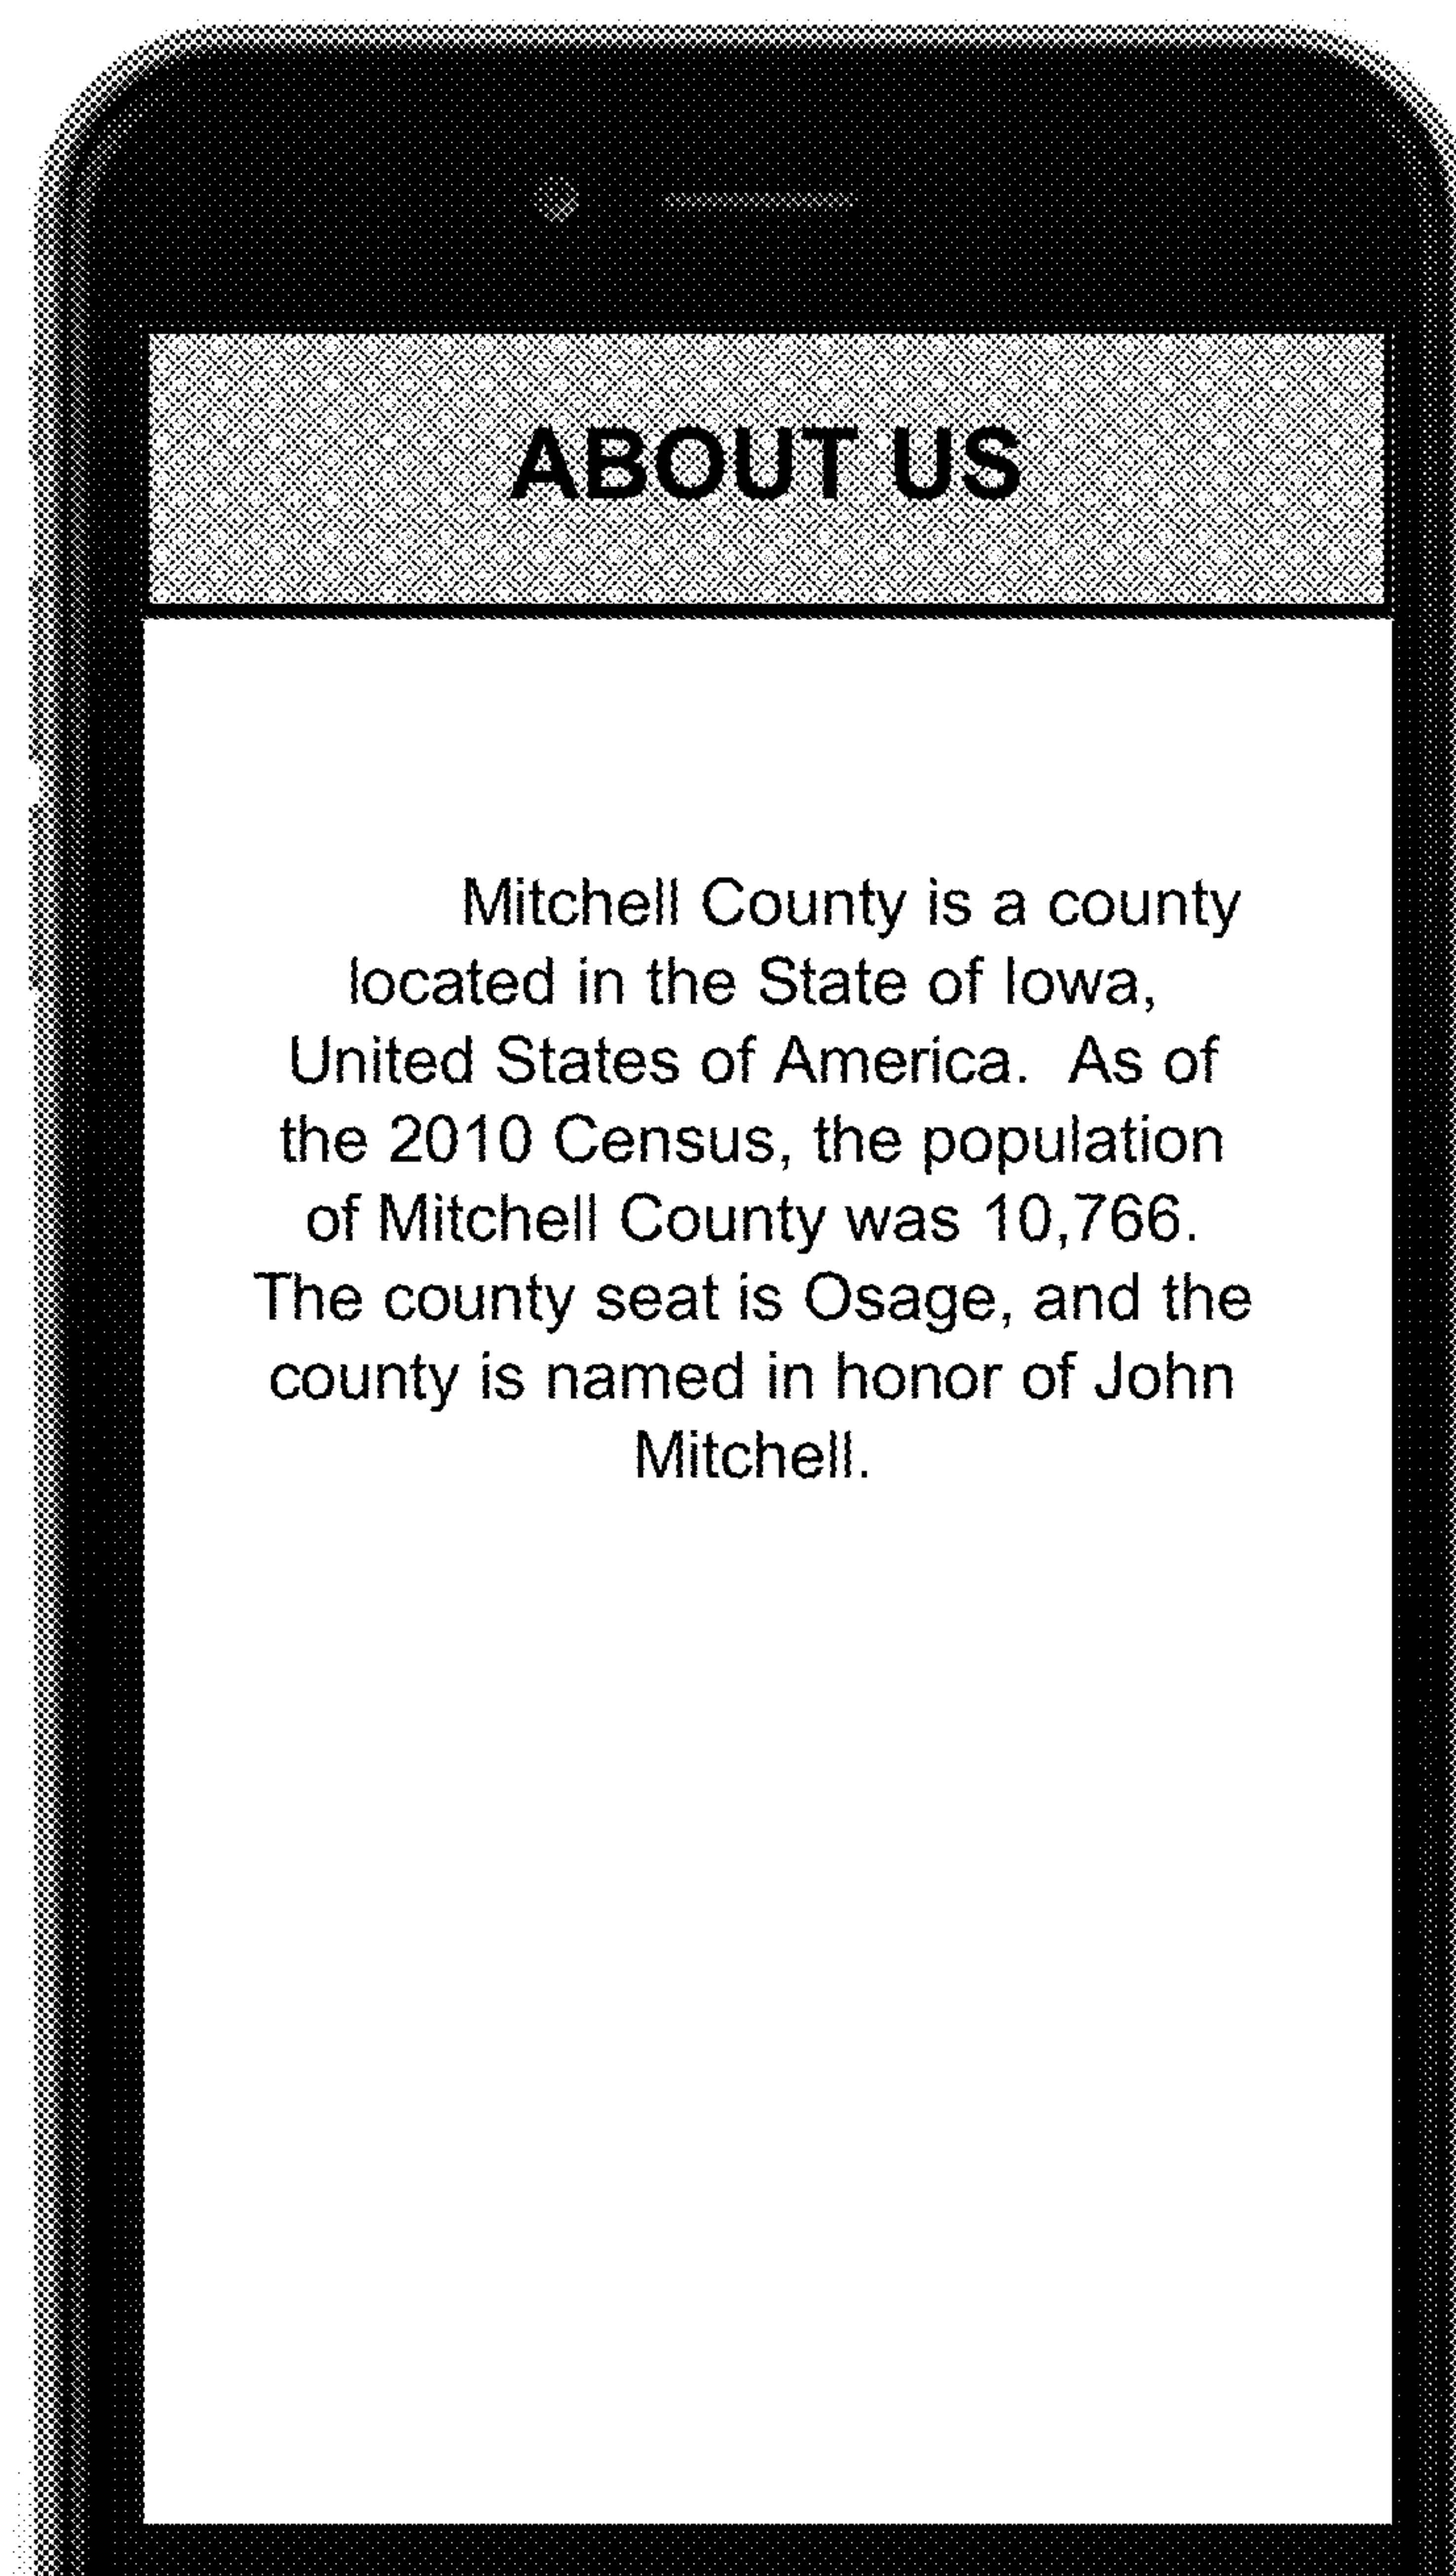 ABOUT US
Mitchell County is a county
located in the State of Iowa,
United States of America.  As of
the 2010 Census, the population
of Mitchell County was 10,766.
The county seat is Osage, and the
county is named in honor of John
Mitchell.